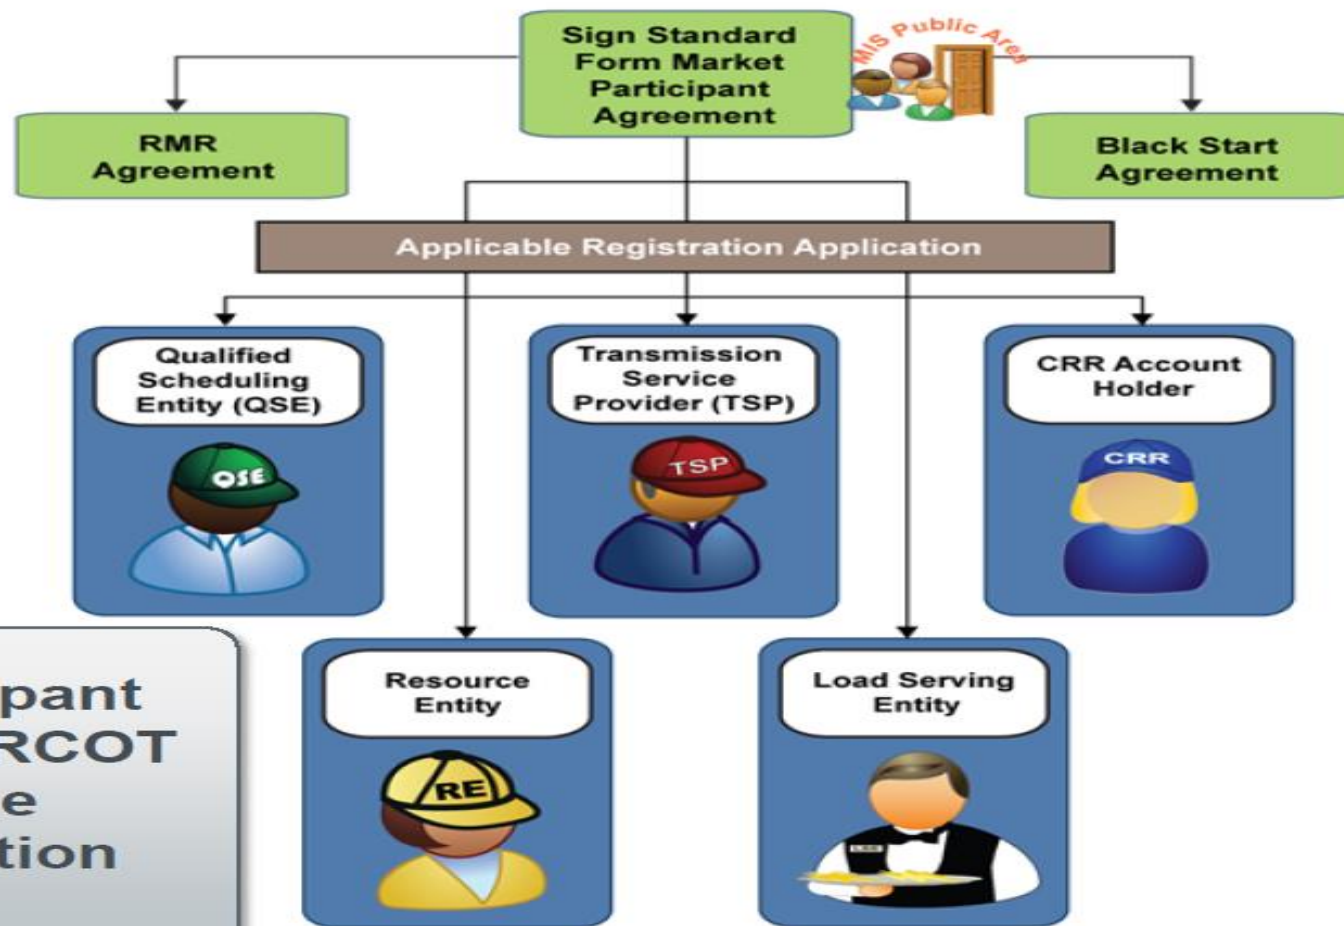 Sign Standard
Form Market
Participant
Agreement
MIS Public Area
RMR
Agreement
Black Start
Agreement
Applicable Registration Application
Qualified
Scheduling
Entity (QSE)
QSE
Transmission
Service
Provider (TSP)
TSP
CRR Account
Holder
CRR
pant
RCOT
e
tion
Resource
Entity
RE
Load Serving
Entity